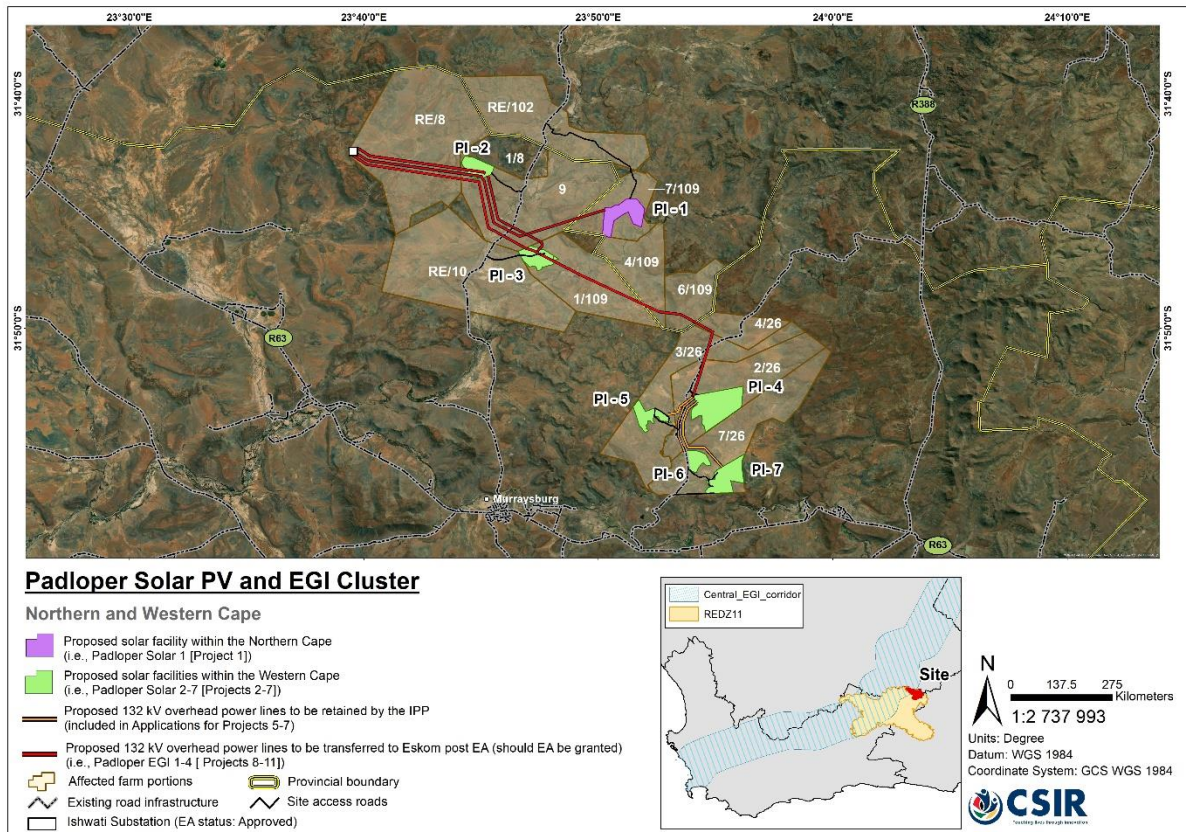 23°30'0"E
23°40'0"E
23°50'0"E
24°0'0"E
24°10'0"E
31°40'0"S
31°40'0"S
31°50'0"S
31°50'0"S
R388
RE/102
RE/8
PI - 2
1/8
9
7/109
PI - 1
RE/10
PI - 3
4/109
6/109
1/109
4/26
R63
3/26
2/26
PI - 4
PI - 5
7/26
PI - 6
PI - 7
Murraysburg
R63
Padloper Solar PV and EGI Cluster
Northern and Western Cape
Proposed solar facility within the Northern Cape
(i.e., Padloper Solar 1 [Project 1])
Proposed solar facilities within the Western Cape
(i.e., Padloper Solar 2-7 [Projects 2-7])
Proposed 132 kV overhead power lines to be retained by the IPP
(included in Applications for Projects 5-7)
Proposed 132 kV overhead power lines to be transferred to Eskom post EA (should EA be granted)
(i.e., Padloper EGI 1-4 [ Projects 8-11])
Affected farm portions
Provincial boundary
Existing road infrastructure
Site access roads
Ishwati Substation (EA status: Approved)
Central_EGI_corridor
REDZ11
Site
N
0 137.5 275
Kilometers
1:2 737 993
Units: Degree
Datum: WGS 1984
Coordinate System: GCS WGS 1984
CSIR
Touching lives through innovation